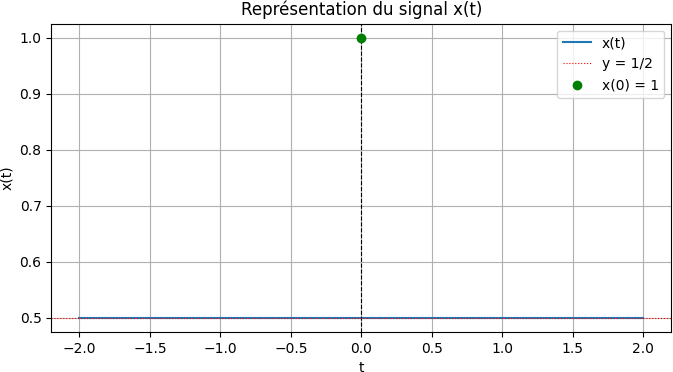 Représentation du signal x(t)
x(t)
y = 1/2
x(0) = 1
x(t)
1.0
0.9
0.8
0.7
0.6
0.5
−2.0 −1.5 −1.0 −0.5 0.0 0.5 1.0 1.5 2.0
t